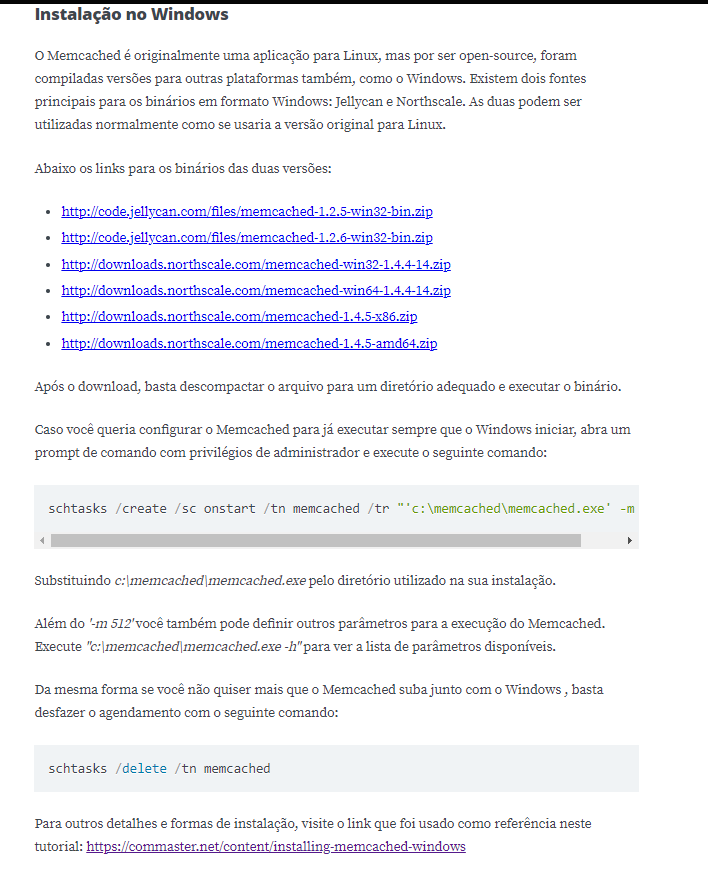 Instalação no Windows
O Memcached é originalmente uma aplicação para Linux, mas por ser open-source, foram
compiladas versões para outras plataformas também, como o Windows. Existem dois fontes
principais para os binários em formato Windows: Jellycan e Northscale. As duas podem ser
utilizadas normalmente como se usaria a versão original para Linux.
Abaixo os links para os binários das duas versões:
• http://code.jellycan.com/files/memcached-1.2.5-win32-bin.zip
• http://code.jellycan.com/files/memcached-1.2.6-win32-bin.zip
• http://downloads.northscale.com/memcached-win32-1.4.4-14.zip
• http://downloads.northscale.com/memcached-win64-1.4.4-14.zip
• http://downloads.northscale.com/memcached-1.4.5-x86.zip
• http://downloads.northscale.com/memcached-1.4.5-amd64.zip
Após o download, basta descompactar o arquivo para um diretório adequado e executar o binário.
Caso você queria configurar o Memcached para já executar sempre que o Windows iniciar, abra um
prompt de comando com privilégios de administrador e execute o seguinte comando:
schtasks /create /sc onstart /tn memcached /tr "'c:\memcached\memcached.exe' -m
Substituindo c:\memcached\memcached.exe pelo diretório utilizado na sua instalação.
Além do '-m 512' você também pode definir outros parâmetros para a execução do Memcached.
Execute "c:\memcached\memcached.exe -h" para ver a lista de parâmetros disponíveis.
Da mesma forma se você não quiser mais que o Memcached suba junto com o Windows , basta
desfazer o agendamento com o seguinte comando:
schtasks /delete /tn memcached
Para outros detalhes e formas de instalação, visite o link que foi usado como referência neste
tutorial: https://commaster.net/content/installing-memcached-windows